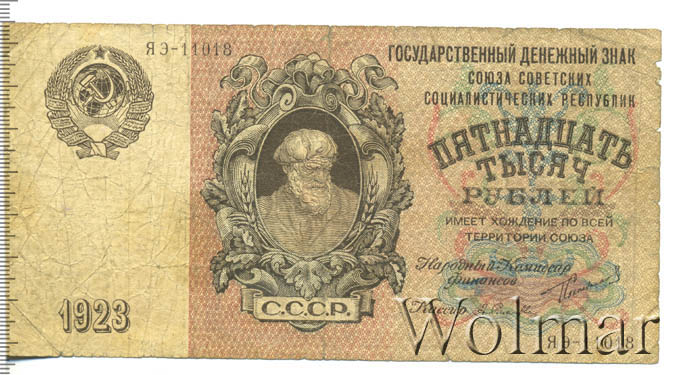 ЯЭ-11018
ГОСУДАРСТВЕННЫЙ ДЕНЕЖНЫЙ ЗНАК
СОЮЗА СОВЕТСКИХ
СОЦИАЛИСТИЧЕСКИХ РЕСПУБЛИК
ПЯТНАДЦАТЬ
ТЫСЯЧ
РУБЛЕЙ
ИМЕЕТ ХОЖДЕНИЕ ПО ВСЕЙ
ТЕРРИТОРИИ СОЮЗА
Народный Комиссар
финансов
Кассир
С.С.С.Р.
1923
ЯЭ-11018
Wolmar